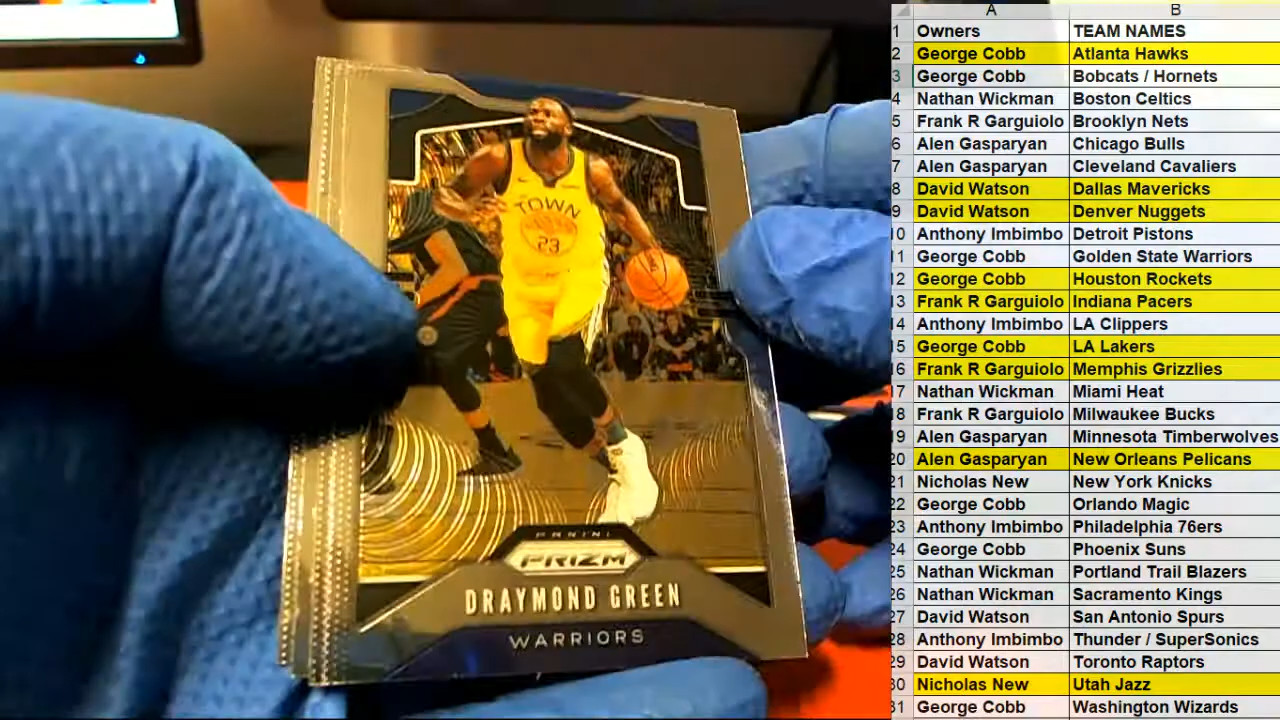 TOWN
23
PANINI
PRIZM
DRAYMOND GREEN
WARRIORS
A B
1 Owners TEAM NAMES
2 George Cobb Atlanta Hawks
3 George Cobb Bobcats / Hornets
4 Nathan Wickman Boston Celtics
5 Frank R Garguiolo Brooklyn Nets
6 Alen Gasparyan Chicago Bulls
7 Alen Gasparyan Cleveland Cavaliers
8 David Watson Dallas Mavericks
9 David Watson Denver Nuggets
10 Anthony Imbimbo Detroit Pistons
11 George Cobb Golden State Warriors
12 George Cobb Houston Rockets
13 Frank R Garguiolo Indiana Pacers
14 Anthony Imbimbo LA Clippers
15 George Cobb LA Lakers
16 Frank R Garguiolo Memphis Grizzlies
17 Nathan Wickman Miami Heat
18 Frank R Garguiolo Milwaukee Bucks
19 Alen Gasparyan Minnesota Timberwolves
20 Alen Gasparyan New Orleans Pelicans
21 Nicholas New New York Knicks
22 George Cobb Orlando Magic
23 Anthony Imbimbo Philadelphia 76ers
24 George Cobb Phoenix Suns
25 Nathan Wickman Portland Trail Blazers
26 Nathan Wickman Sacramento Kings
27 David Watson San Antonio Spurs
28 Anthony Imbimbo Thunder / SuperSonics
29 David Watson Toronto Raptors
30 Nicholas New Utah Jazz
31 George Cobb Washington Wizards